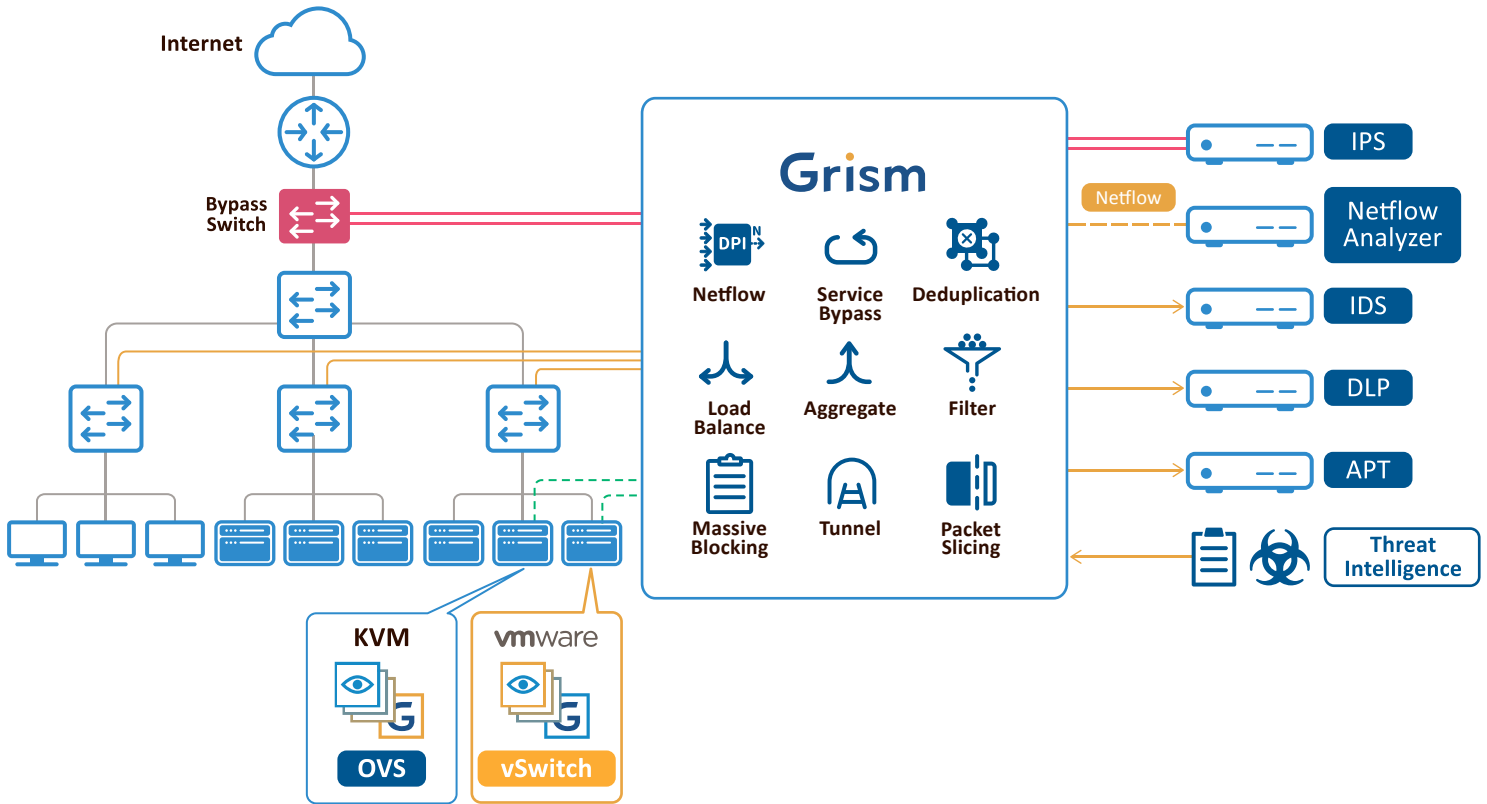 Internet
Bypass
Switch
Grism
DPI
N
Netflow
Service
Bypass
Deduplication
Load
Balance
Aggregate
Filter
Massive
Blocking
Tunnel
Packet
Slicing
IPS
Netflow
Netflow
Analyzer
IDS
DLP
APT
Threat
Intelligence
KVM
G
OVS
vmware
G
vSwitch